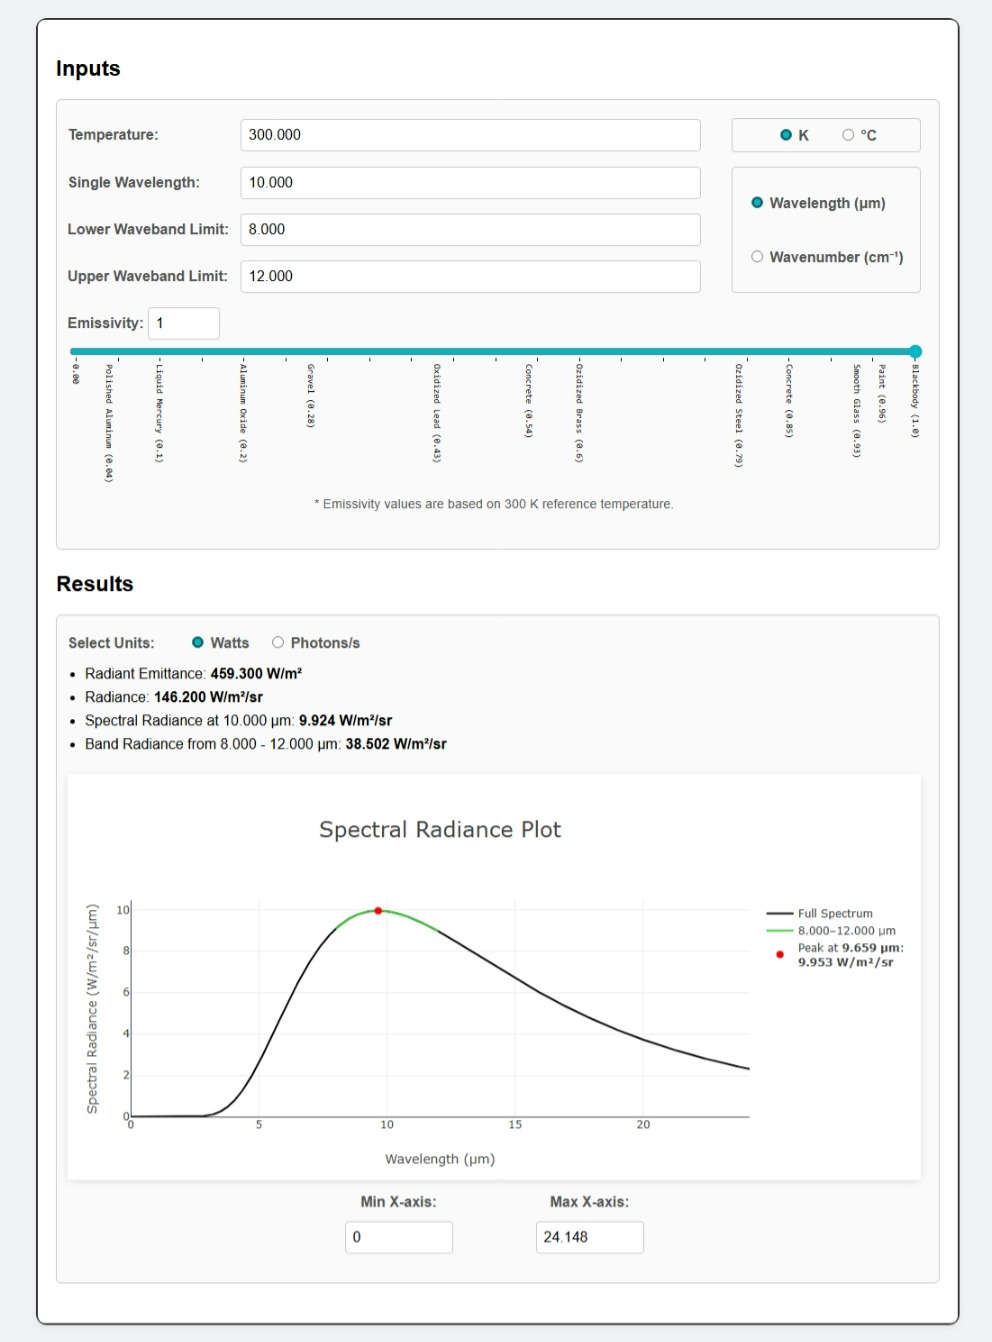 Inputs
Temperature: 300.000 K °C
Single Wavelength: 10.000
Wavelength (μm)
Lower Waveband Limit: 8.000
Wavenumber (cm⁻¹)
Upper Waveband Limit: 12.000
Emissivity: 1
0.00
Polished Aluminum (0.04)
Liquid Mercury (0.1)
Aluminum Oxide (0.2)
Gravel (0.28)
Oxidized Lead (0.43)
Concrete (0.54)
Ozidized Brass (0.6)
Ozidized Steel (0.79)
Concrete (0.85)
Smooth Glass (0.93)
Paint (0.96)
Blackbody (1.0)
* Emissivity values are based on 300 K reference temperature.
Results
Select Units: Watts Photons/s
• Radiant Emittance: 459.300 W/m²
• Radiance: 146.200 W/m²/sr
• Spectral Radiance at 10.000 μm: 9.924 W/m²/sr
• Band Radiance from 8.000 - 12.000 μm: 38.502 W/m²/sr
Spectral Radiance Plot
Spectral Radiance (W/m²/sr/μm)
10
8
6
4
2
0
0 5 10 15 20
Wavelength (μm)
Full Spectrum
8.000−12.000 μm
Peak at 9.659 μm:
9.953 W/m²/sr
Min X-axis: Max X-axis:
0 24.148